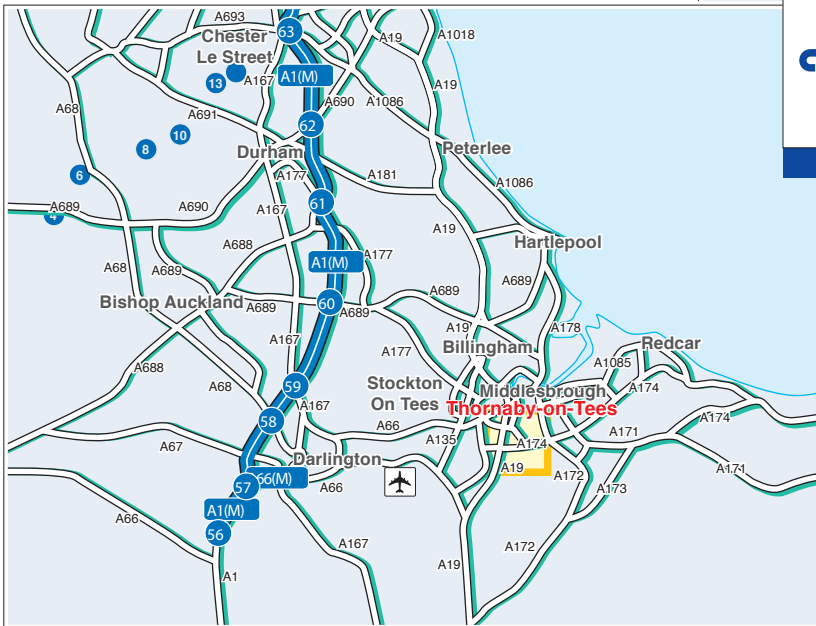 A693
63
A19
A1018
Chester
Le Street
13
A167
A1(M)
A19
A68
A690
A1086
A691
62
10
8
Durham
Peterlee
6
A177
A181
A1086
A689
4
A690
A167
61
A19
A688
Hartlepool
A68
A689
A1(M)
A177
A689
Bishop Auckland
A689
60
A689
A689
A19
A178
A167
Billingham
Redcar
A688
A177
A1085
A68
59
Stockton
On Tees
Middlesbrough
A174
A167
Thornaby-on-Tees
58
A66
A174
A67
A135
A174
A171
Darlington
A19
A171
57
66(M)
A66
A172
A173
A1(M)
A66
56
A167
A172
A19
A1